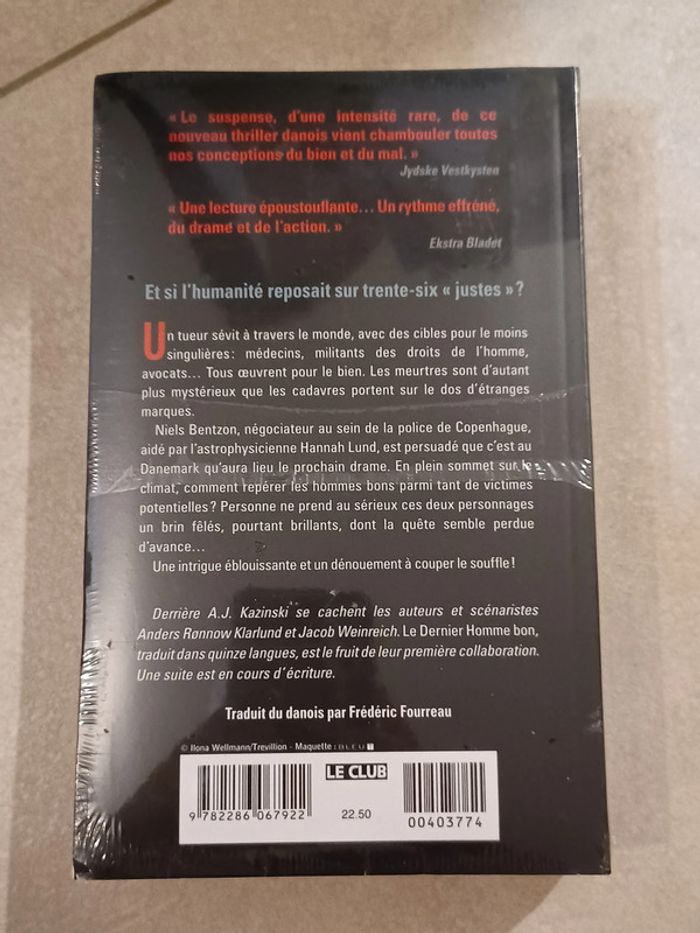 « Le suspense, d'une intensité rare, de ce
nouveau thriller danois vient chambouler toutes
nos conceptions du bien et du mal. »
Jydske Vestkysten
« Une lecture époustouflante... Un rythme effréné,
du drame et de l'action. »
Ekstra Bladet
Et si l'humanité reposait sur trente-six « justes » ?
Un tueur sévit à travers le monde, avec des cibles pour le moins
singulières : médecins, militants des droits de l'homme,
avocats... Tous œuvrent pour le bien. Les meurtres sont d'autant
plus mystérieux que les cadavres portent sur le dos d'étranges
marques.
Niels Bentzon, négociateur au sein de la police de Copenhague,
aidé par l'astrophysicienne Hannah Lund, est persuadé que c'est au
Danemark qu'aura lieu le prochain drame. En plein sommet sur le
climat, comment repérer les hommes bons parmi tant de victimes
potentielles ? Personne ne prend au sérieux ces deux personnages
un brin fêlés, pourtant brillants, dont la quête semble perdue
d'avance...
Une intrigue éblouissante et un dénouement à couper le souffle !
Derrière A.J. Kazinski se cachent les auteurs et scénaristes
Anders Rønnow Klarlund et Jacob Weinreich. Le Dernier Homme bon,
traduit dans quinze langues, est le fruit de leur première collaboration.
Une suite est en cours d'écriture.
Traduit du danois par Frédéric Fourreau
© Ilona Wellmann/Trevillion - Maquette : BLEU T
LE CLUB
9 782286 067922
22.50
00403774